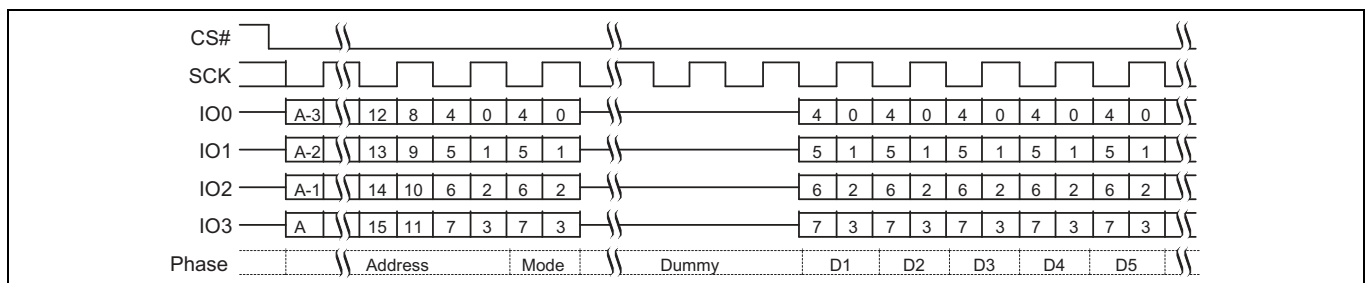 CS#
SCK
IO0 A-3 12 8 4 0 4 0 4 0 4 0 4 0 4 0 4 0
IO1 A-2 13 9 5 1 5 1 5 1 5 1 5 1 5 1 5 1
IO2 A-1 14 10 6 2 6 2 6 2 6 2 6 2 6 2 6 2
IO3 A 15 11 7 3 7 3 7 3 7 3 7 3 7 3 7 3
Phase Address Mode Dummy D1 D2 D3 D4 D5